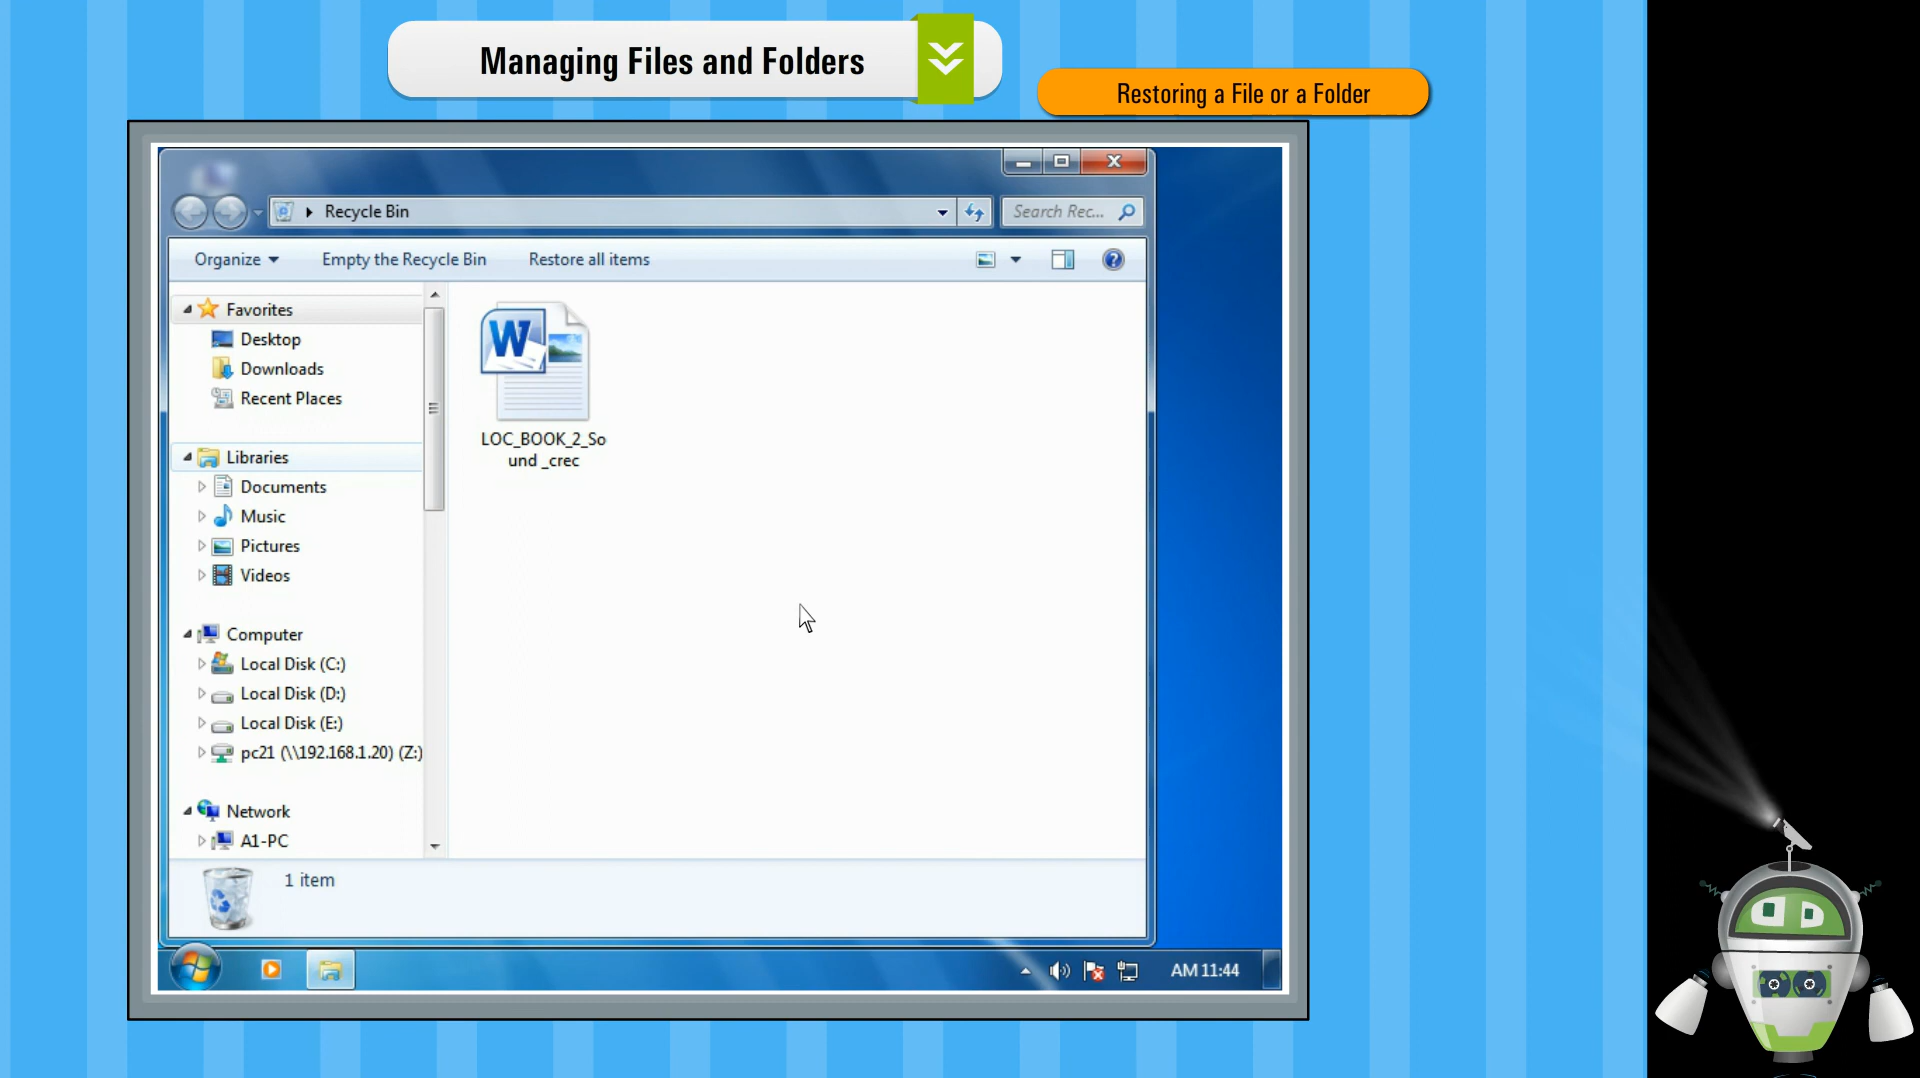 Managing Files and Folders
Restoring a File or a Folder
Recycle Bin
Search Rec...
Organize
Empty the Recycle Bin
Restore all items
Favorites
Desktop
Downloads
Recent Places
Libraries
Documents
Music
Pictures
Videos
Computer
Local Disk (C:)
Local Disk (D:)
Local Disk (E:)
pc21 (\\192.168.1.20) (Z:)
Network
A1-PC
W
LOC_BOOK_2_So
und _crec
1 item
AM 11:44